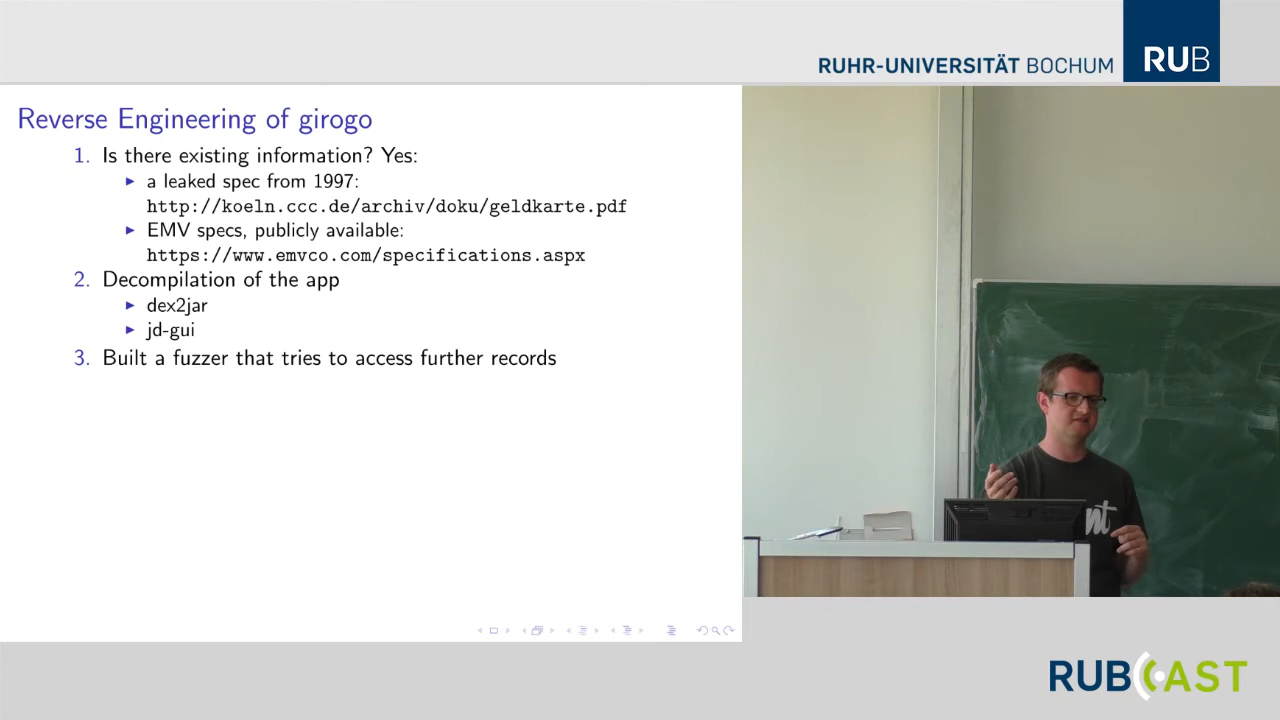 RUHR-UNIVERSITÄT BOCHUM
RUB
Reverse Engineering of girogo
1. Is there existing information? Yes:
a leaked spec from 1997:
http://koeln.ccc.de/archiv/doku/geldkarte.pdf
EMV specs, publicly available:
https://www.emvco.com/specifications.aspx
2. Decompilation of the app
dex2jar
jd-gui
3. Built a fuzzer that tries to access further records
RUBCAST